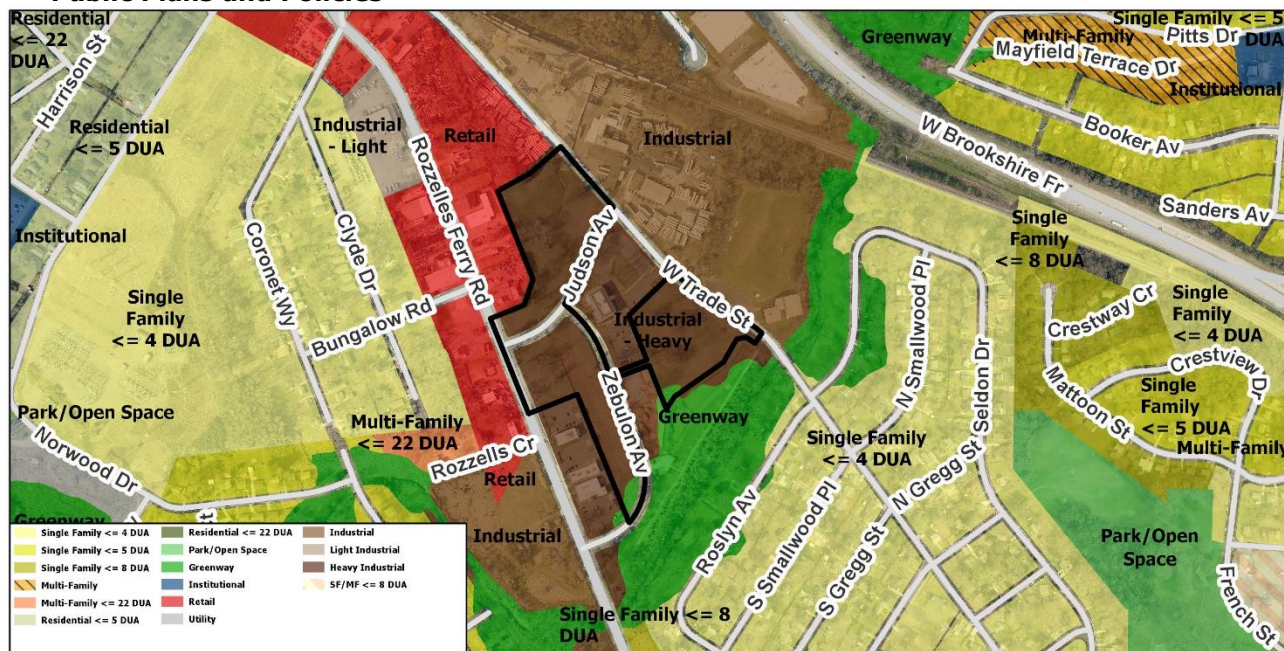 Public Plans and Policies
Residential
<= 22
DUA
Harrison St
Residential
<= 5 DUA
Institutional
Single
Family
<= 4 DUA
Park/Open Space
Norwood Dr
Greenway
Coronet Wy
Clyde Dr
Bungalow Rd
Industrial
- Light
Rozzelles Ferry Rd
Retail
Multi-Family
<= 22 DUA
Rozzells Cr
Retail
Industrial
Judson Av
Zebulon Av
Industrial
- Heavy
W Trade St
Industrial
Greenway
Greenway
W Brookshire Fr
Single Family <= 5
DUA
Multi-Family
Pitts Dr
Mayfield Terrace Dr
Institutional
Booker Av
Sanders Av
Single
Family
<= 8 DUA
Crestway Cr
Single
Family
<= 4 DUA
Crestview Dr
Mattoon St
Single
Family
<= 5 DUA
Multi-Family
N Smallwood Pl
Seldon Dr
Single Family
<= 4 DUA
N Gregg St
Roslyn Av
S Smallwood Pl
S Gregg St
Park/Open
Space
French St
Single Family <= 8
DUA
Single Family <= 4 DUA
Single Family <= 5 DUA
Single Family <= 8 DUA
Multi-Family
Multi-Family <= 22 DUA
Residential <= 5 DUA
Residential <= 22 DUA
Park/Open Space
Greenway
Institutional
Retail
Utility
Industrial
Light Industrial
Heavy Industrial
SF/MF <= 8 DUA